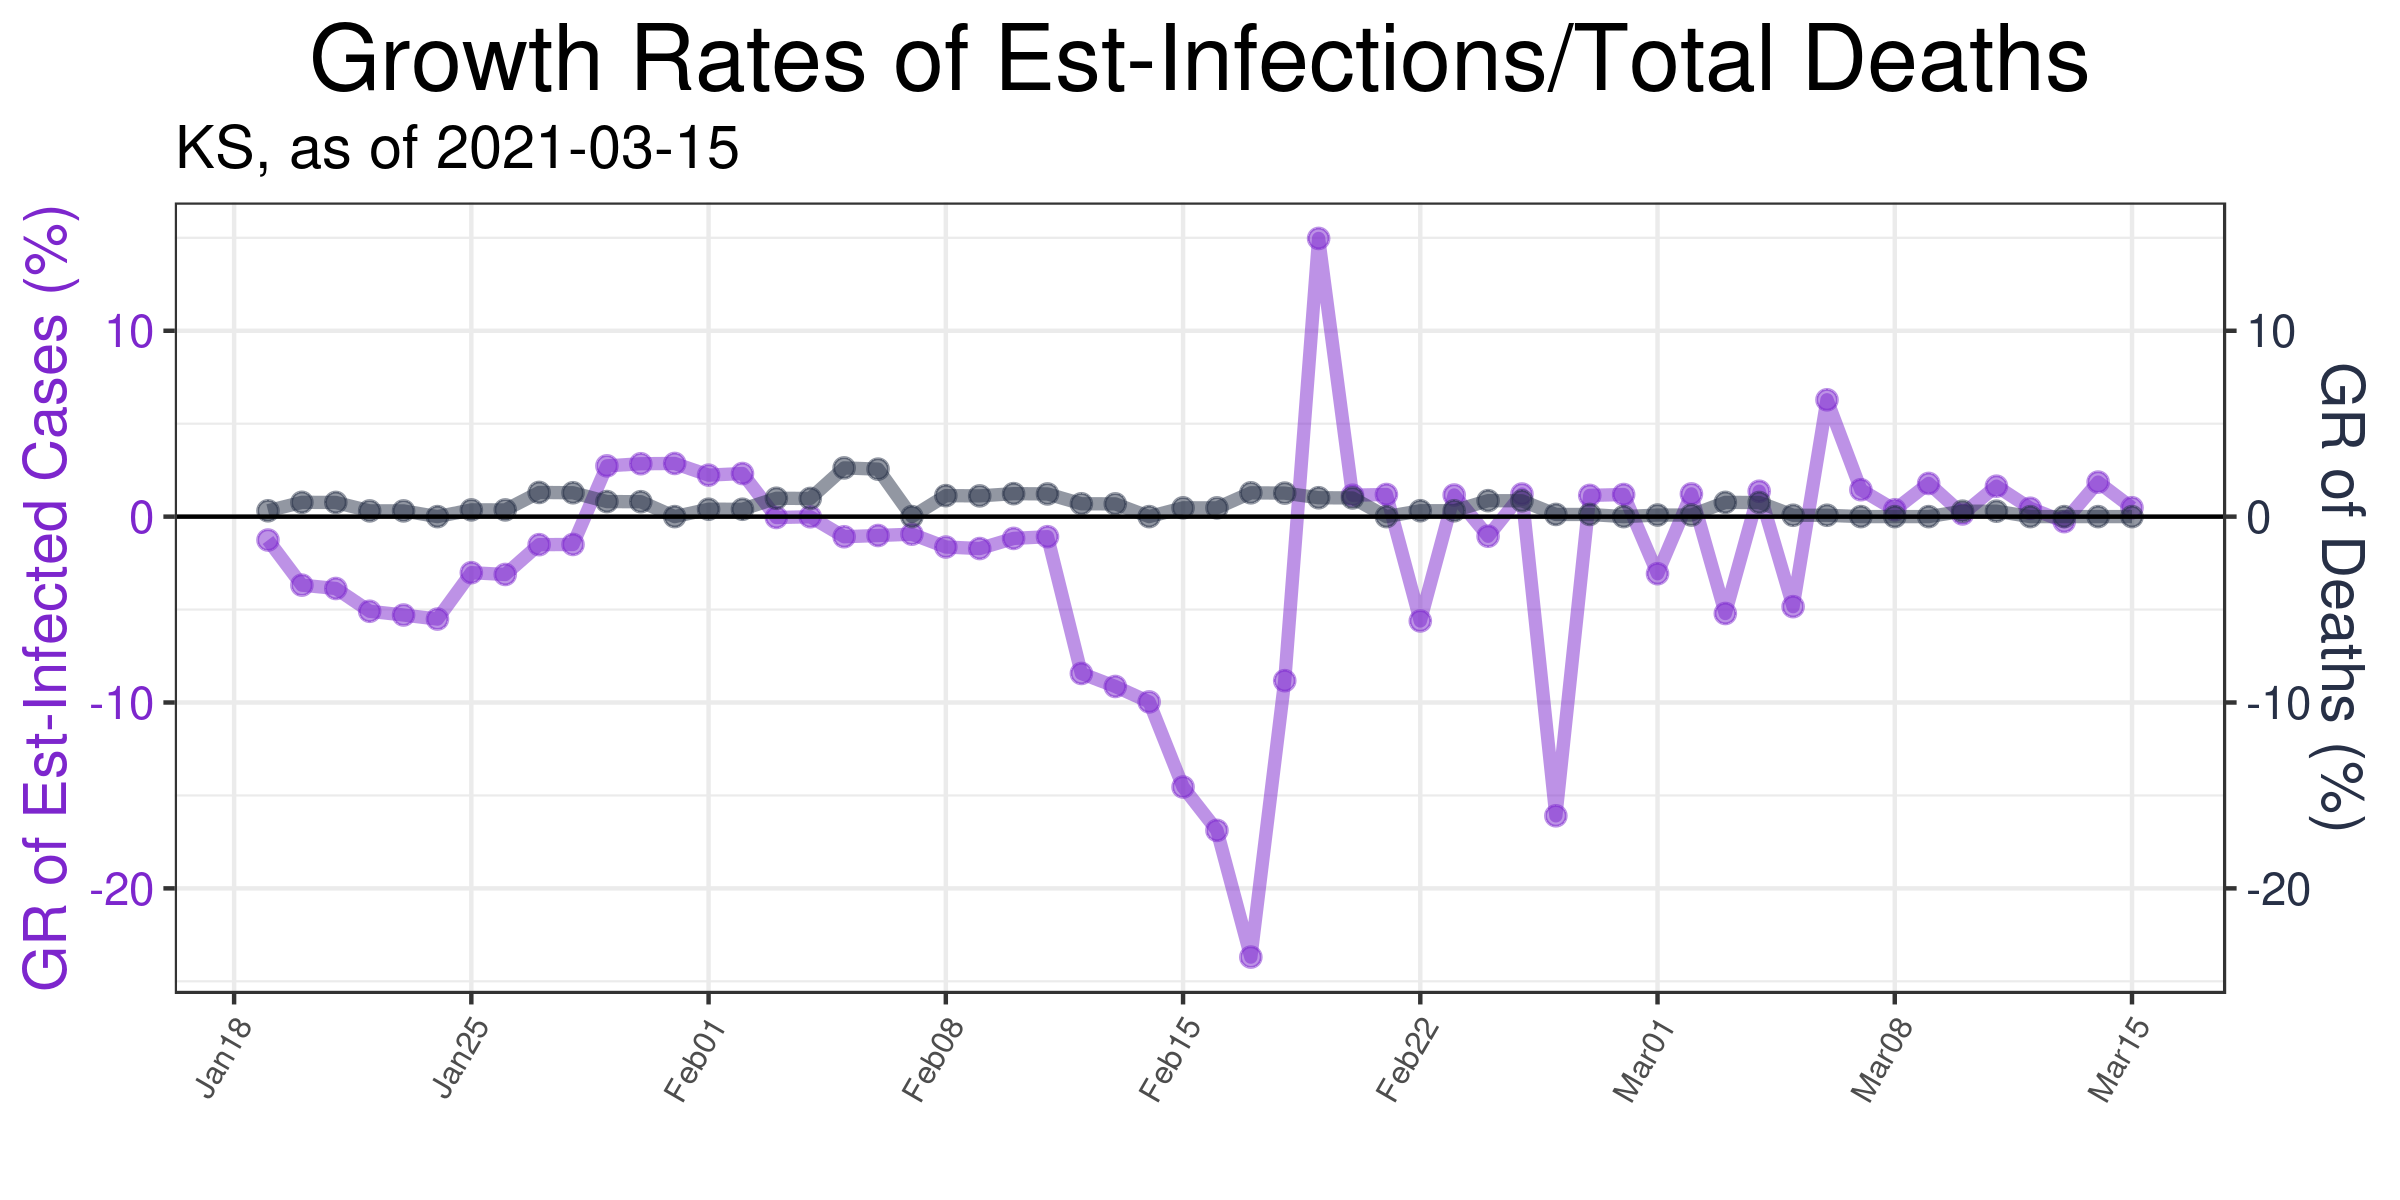 Growth Rates of Est-Infections/Total Deaths
KS, as of 2021-03-15
GR of Est-Infected Cases (%)
10
0
-10
-20
10
0
-10
-20
GR of Deaths (%)
Jan18
Jan25
Feb01
Feb08
Feb15
Feb22
Mar01
Mar08
Mar15